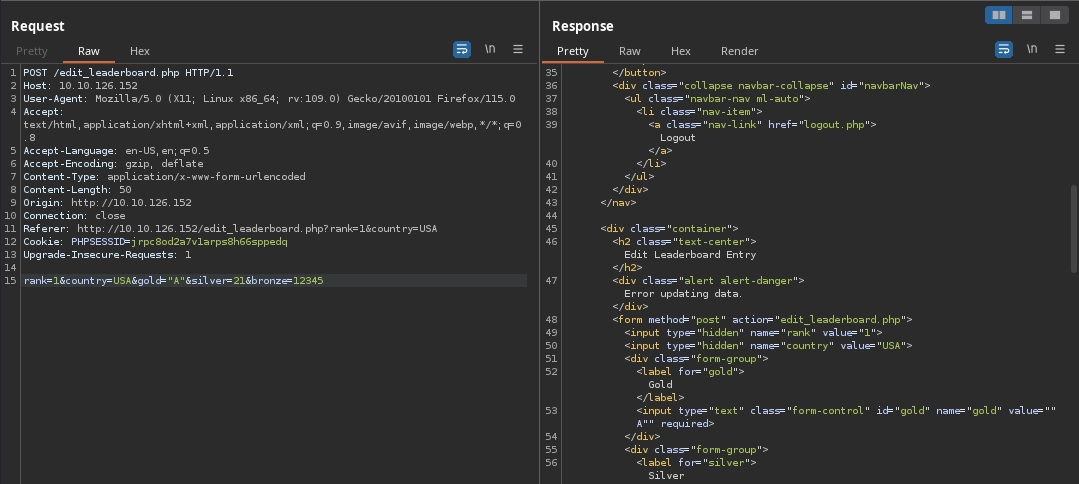 Request
Pretty Raw Hex
\n
1 POST /edit_leaderboard.php HTTP/1.1
2 Host: 10.10.126.152
3 User-Agent: Mozilla/5.0 (X11; Linux x86_64; rv:109.0) Gecko/20100101 Firefox/115.0
4 Accept:
text/html,application/xhtml+xml,application/xml;q=0.9,image/avif,image/webp,*/*;q=0
.8
5 Accept-Language: en-US,en;q=0.5
6 Accept-Encoding: gzip, deflate
7 Content-Type: application/x-www-form-urlencoded
8 Content-Length: 50
9 Origin: http://10.10.126.152
10 Connection: close
11 Referer: http://10.10.126.152/edit_leaderboard.php?rank=1&country=USA
12 Cookie: PHPSESSID=jrpc8od2a7v1arps8h66sppedq
13 Upgrade-Insecure-Requests: 1
14
15 rank=1&country=USA&gold="A"&silver=21&bronze=12345
Response
Pretty Raw Hex Render
\n
35 </button>
36 <div class="collapse navbar-collapse" id="navbarNav">
37 <ul class="navbar-nav ml-auto">
38 <li class="nav-item">
39 <a class="nav-link" href="logout.php">
Logout
</a>
40 </li>
41 </ul>
42 </div>
43 </nav>
44
45 <div class="container">
46 <h2 class="text-center">
Edit Leaderboard Entry
</h2>
47 <div class="alert alert-danger">
Error updating data.
</div>
48 <form method="post" action="edit_leaderboard.php">
49 <input type="hidden" name="rank" value="1">
50 <input type="hidden" name="country" value="USA">
51 <div class="form-group">
52 <label for="gold">
Gold
</label>
53 <input type="text" class="form-control" id="gold" name="gold" value=""
A"" required>
54 </div>
55 <div class="form-group">
56 <label for="silver">
Silver